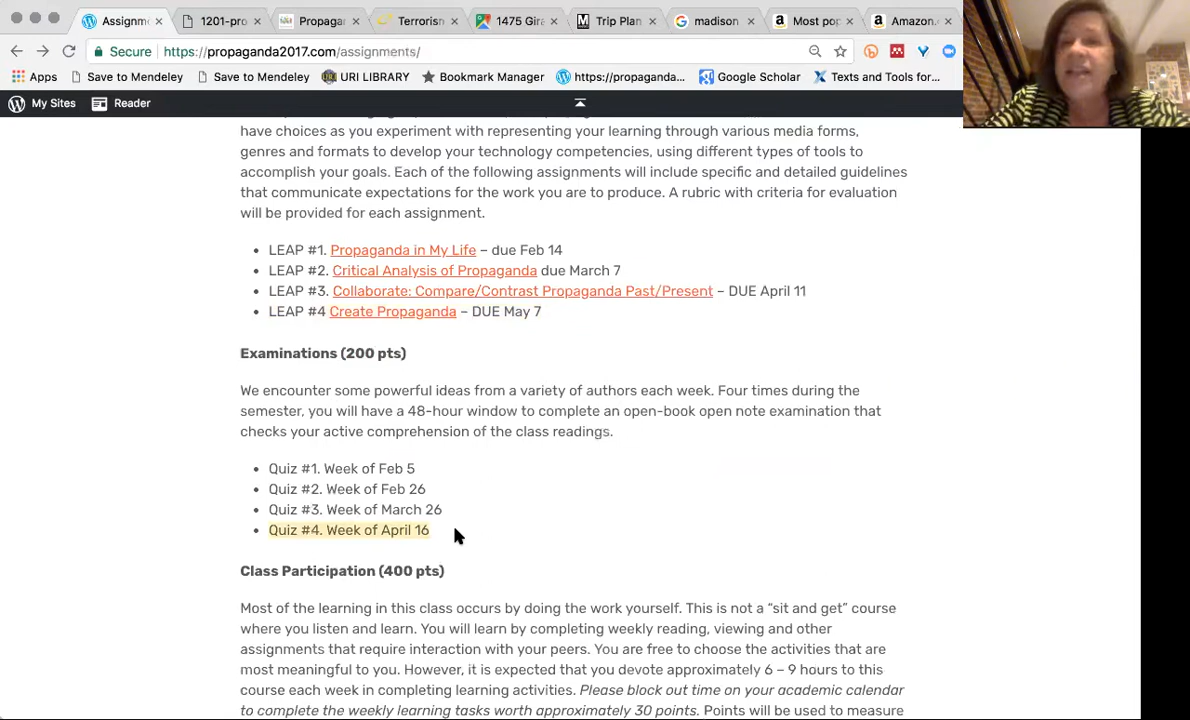 Assignm × 1201-pro × Propagar × Terrorism × 1475 Gira × Trip Plan × madison × Most pop × Amazon.c ×
Secure https://propaganda2017.com/assignments/
Apps Save to Mendeley Save to Mendeley URI LIBRARY Bookmark Manager https://propaganda... Google Scholar Texts and Tools for...
My Sites Reader
have choices as you experiment with representing your learning through various media forms,
genres and formats to develop your technology competencies, using different types of tools to
accomplish your goals. Each of the following assignments will include specific and detailed guidelines
that communicate expectations for the work you are to produce. A rubric with criteria for evaluation
will be provided for each assignment.
• LEAP #1. Propaganda in My Life – due Feb 14
• LEAP #2. Critical Analysis of Propaganda due March 7
• LEAP #3. Collaborate: Compare/Contrast Propaganda Past/Present – DUE April 11
• LEAP #4 Create Propaganda – DUE May 7
Examinations (200 pts)
We encounter some powerful ideas from a variety of authors each week. Four times during the
semester, you will have a 48-hour window to complete an open-book open note examination that
checks your active comprehension of the class readings.
• Quiz #1. Week of Feb 5
• Quiz #2. Week of Feb 26
• Quiz #3. Week of March 26
• Quiz #4. Week of April 16
Class Participation (400 pts)
Most of the learning in this class occurs by doing the work yourself. This is not a “sit and get” course
where you listen and learn. You will learn by completing weekly reading, viewing and other
assignments that require interaction with your peers. You are free to choose the activities that are
most meaningful to you. However, it is expected that you devote approximately 6 – 9 hours to this
course each week in completing learning activities. Please block out time on your academic calendar
to complete the weekly learning tasks worth approximately 30 points. Points will be used to measure